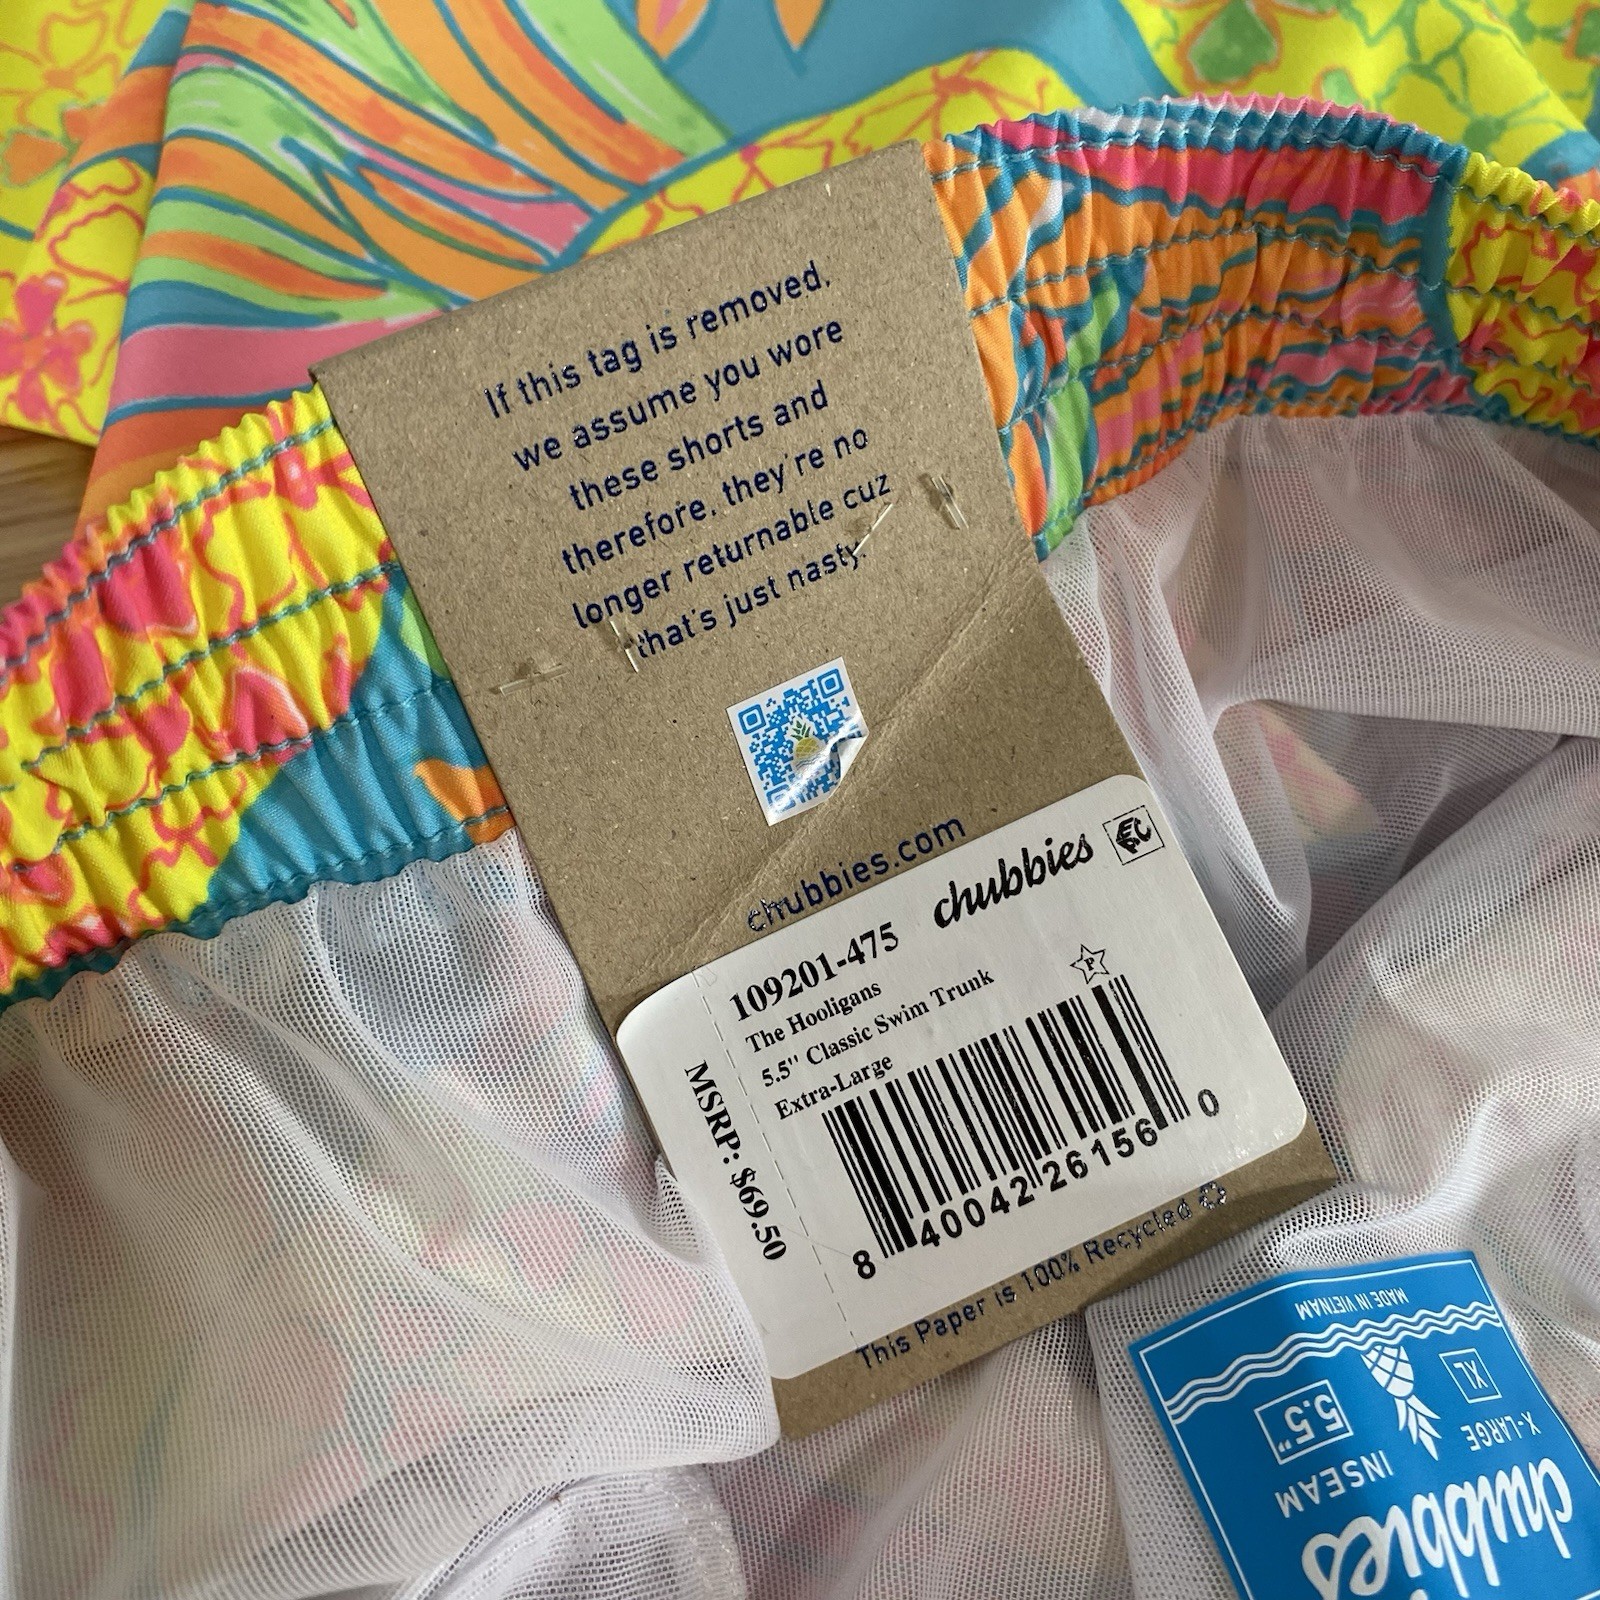 If this tag is removed,
we assume you wore
these shorts and
therefore, they're no
longer returnable cuz
that's just nasty.
chubbies.com
109201-475
chubbies
The Hooligans
5.5" Classic Swim Trunk
P
Extra-Large
MSRP: $69.50
8 40042 26156 0
This Paper is 100% Recycled
chubbies
INSEAM
5.5"
X-LARGE
XL
MADE IN VIETNAM